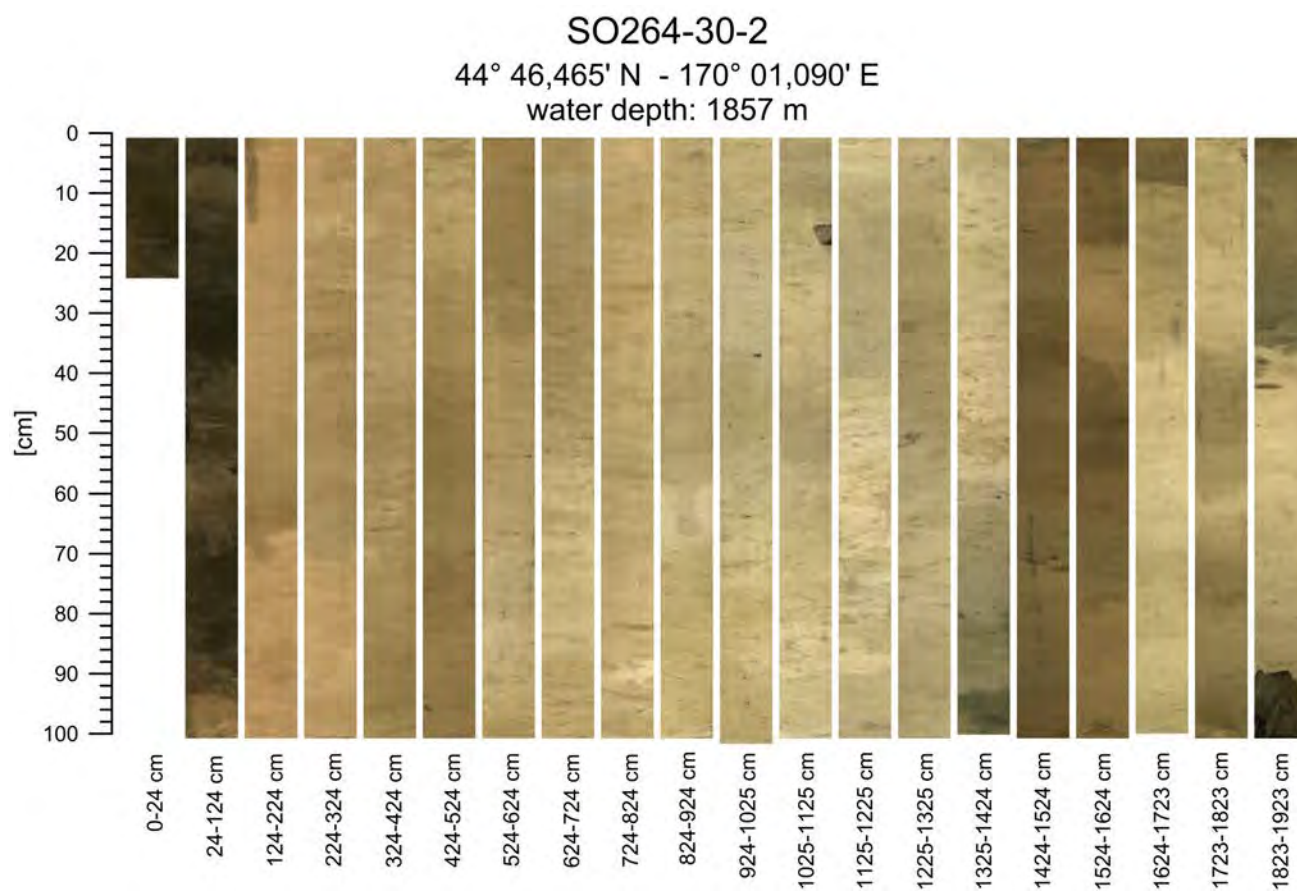 SO264-30-2
44° 46,465' N - 170° 01,090' E
water depth: 1857 m
0
10
20
30
40
50
60
70
80
90
100
[cm]
0-24 cm
24-124 cm
124-224 cm
224-324 cm
324-424 cm
424-524 cm
524-624 cm
624-724 cm
724-824 cm
824-924 cm
924-1025 cm
1025-1125 cm
1125-1225 cm
1225-1325 cm
1325-1424 cm
1424-1524 cm
1524-1624 cm
1624-1723 cm
1723-1823 cm
1823-1923 cm